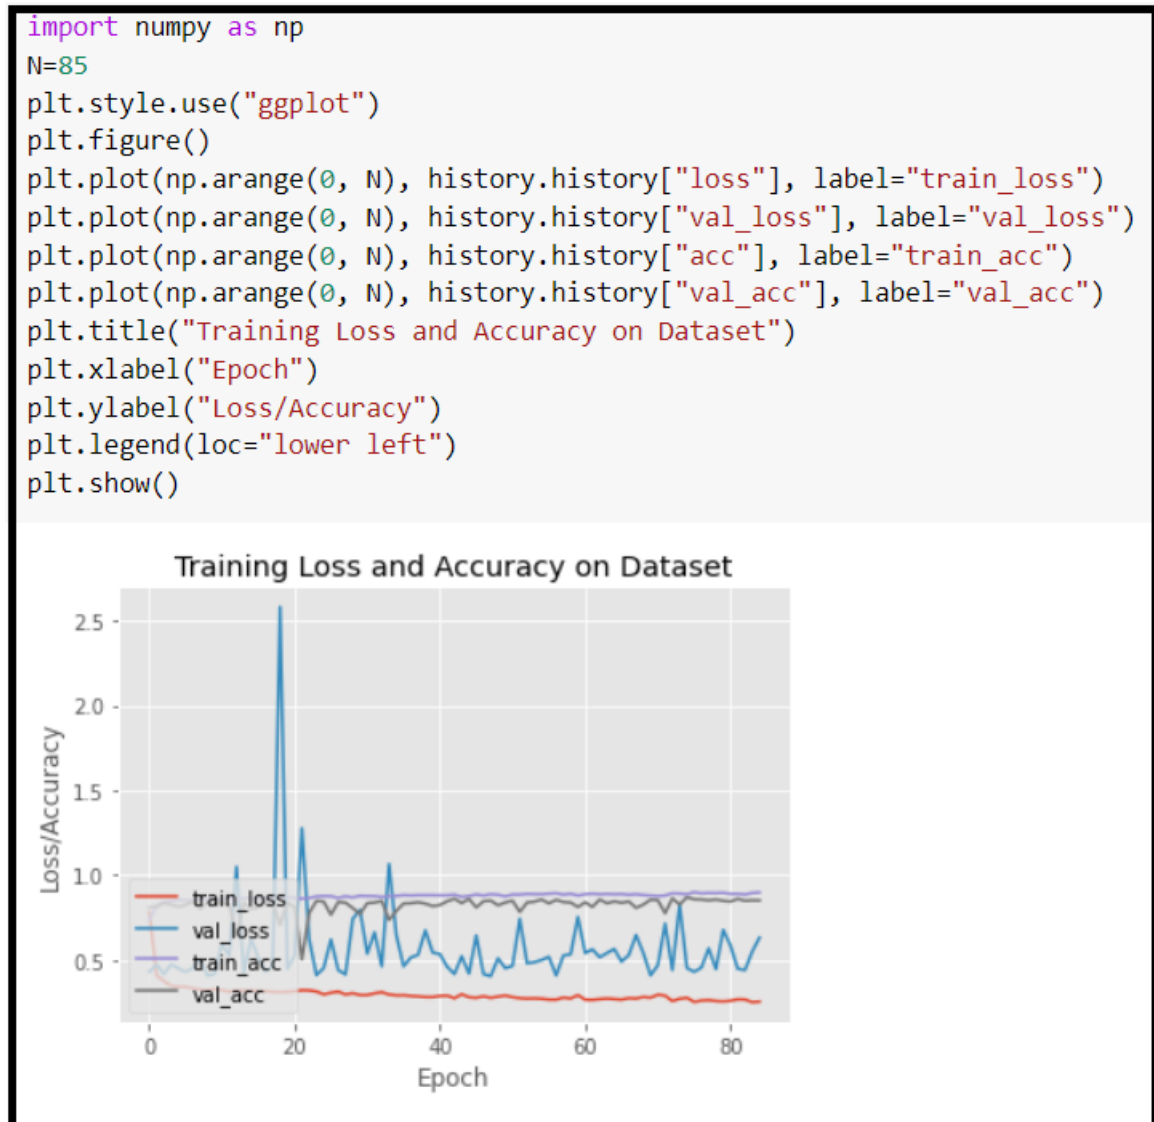 import numpy as np
N=85
plt.style.use("ggplot")
plt.figure()
plt.plot(np.arange(0, N), history.history["loss"], label="train_loss")
plt.plot(np.arange(0, N), history.history["val_loss"], label="val_loss")
plt.plot(np.arange(0, N), history.history["acc"], label="train_acc")
plt.plot(np.arange(0, N), history.history["val_acc"], label="val_acc")
plt.title("Training Loss and Accuracy on Dataset")
plt.xlabel("Epoch")
plt.ylabel("Loss/Accuracy")
plt.legend(loc="lower left")
plt.show()
Training Loss and Accuracy on Dataset
Loss/Accuracy
2.5
2.0
1.5
1.0
0.5
train_loss
val_loss
train_acc
val_acc
0 20 40 60 80
Epoch